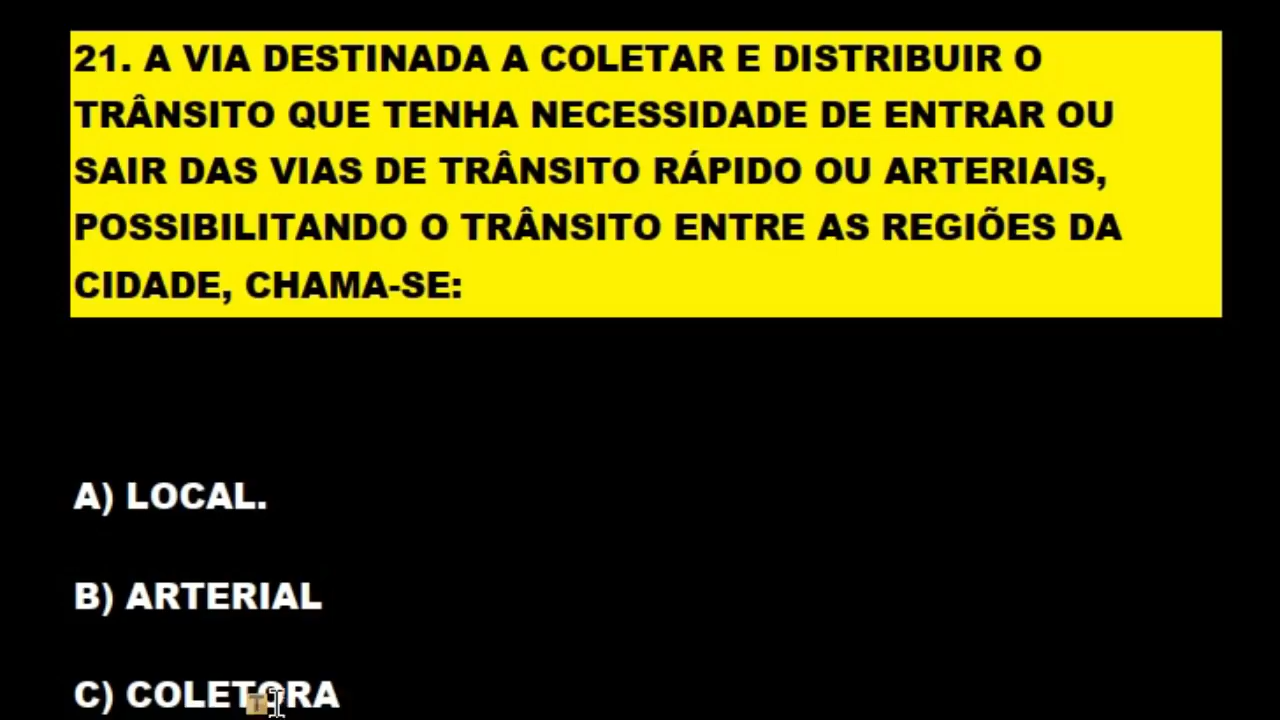 21. A VIA DESTINADA A COLETAR E DISTRIBUIR O
TRÂNSITO QUE TENHA NECESSIDADE DE ENTRAR OU
SAIR DAS VIAS DE TRÂNSITO RÁPIDO OU ARTERIAIS,
POSSIBILITANDO O TRÂNSITO ENTRE AS REGIÕES DA
CIDADE, CHAMA-SE:
A) LOCAL.
B) ARTERIAL
C) COLETORA